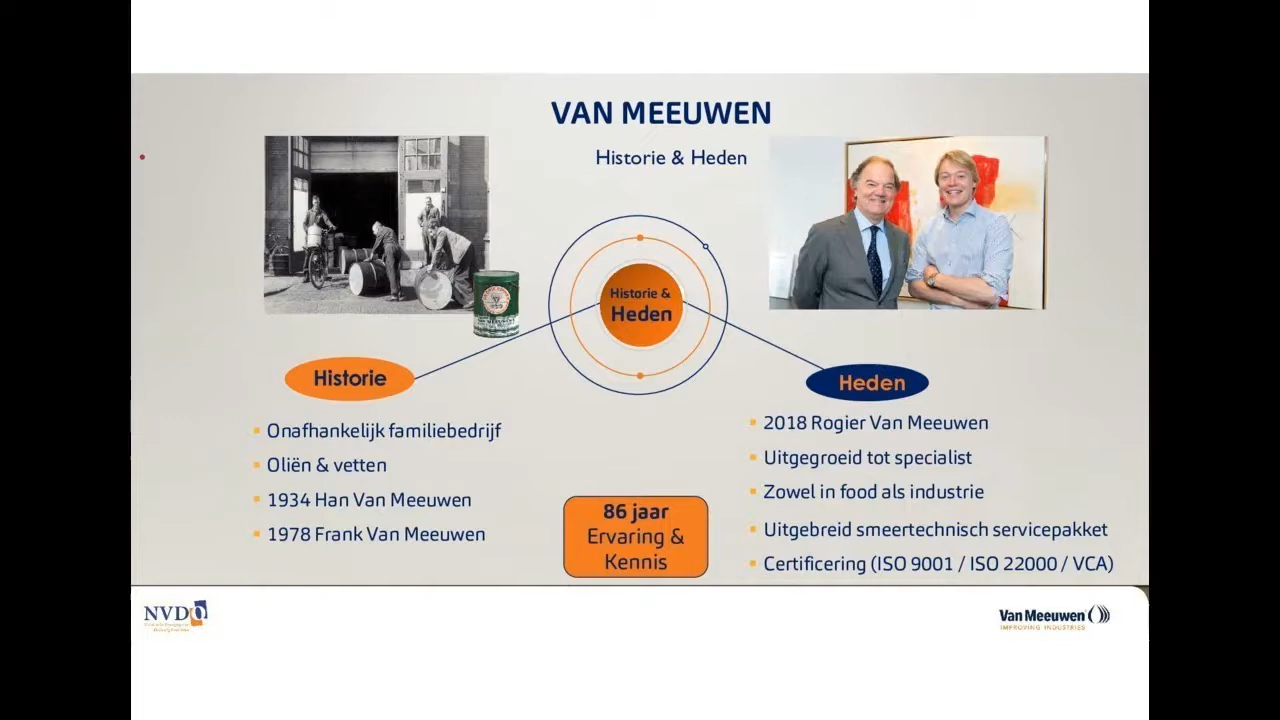 VAN MEEUWEN
Historie & Heden
Historie &
Heden
Historie
Onafhankelijk familiebedrijf
Oliën & vetten
1934 Han Van Meeuwen
1978 Frank Van Meeuwen
86 jaar
Ervaring &
Kennis
Heden
2018 Rogier Van Meeuwen
Uitgegroeid tot specialist
Zowel in food als industrie
Uitgebreid smeertechnisch servicepakket
Certificering (ISO 9001 / ISO 22000 / VCA)
NVDO
Van Meeuwen
IMPROVING INDUSTRIES